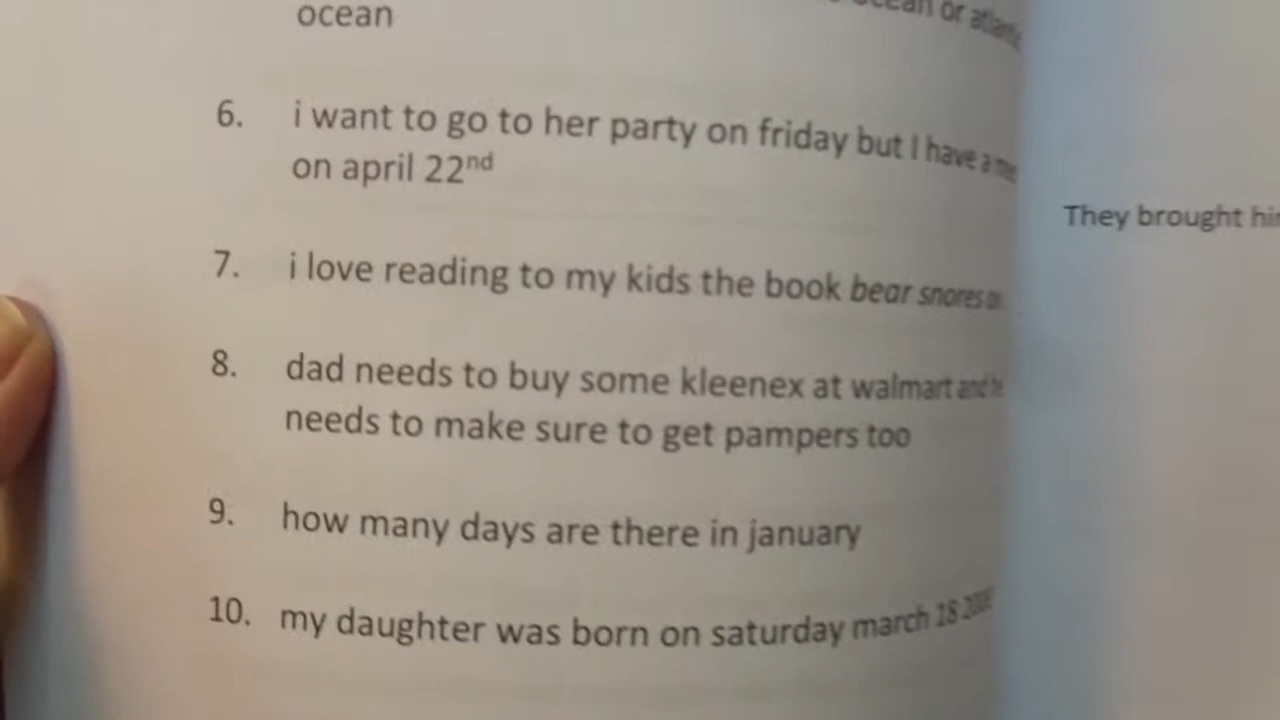 ocean or
ocean
6. i want to go to her party on friday but I have a
on april 22nd
7. i love reading to my kids the book bear snores
8. dad needs to buy some kleenex at walmart and
needs to make sure to get pampers too
9. how many days are there in january
10. my daughter was born on saturday march 18
They brought